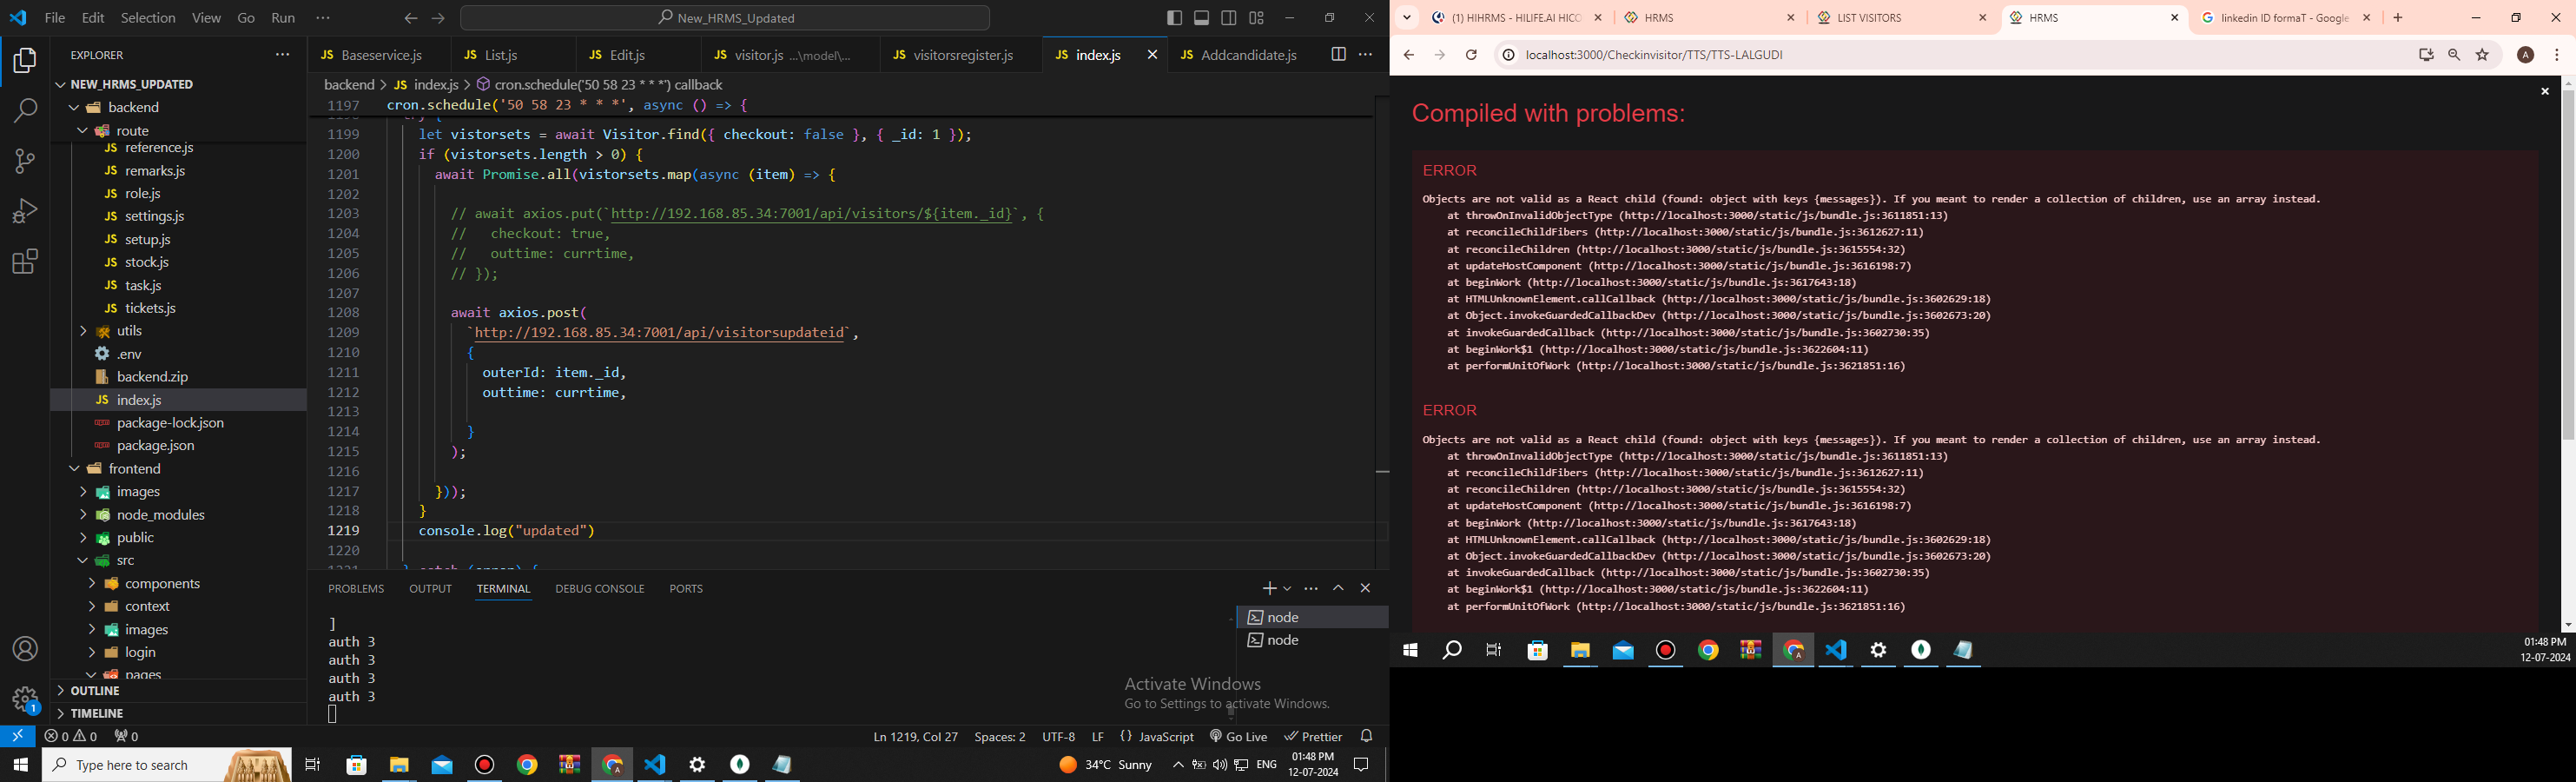 File Edit Selection View Go Run ···
New_HRMS_Updated
EXPLORER
NEW_HRMS_UPDATED
backend
route
reference.js
remarks.js
role.js
settings.js
setup.js
stock.js
task.js
tickets.js
utils
.env
backend.zip
index.js
package-lock.json
package.json
frontend
images
node_modules
public
src
components
context
images
login
pages
OUTLINE
TIMELINE
Baseservice.js List.js Edit.js visitor.js ...\model\... visitorsregister.js index.js Addcandidate.js
backend > JS index.js > cron.schedule('50 58 23 * * *') callback
1197 cron.schedule('50 58 23 * * *', async () => {
1199 let vistorsets = await Visitor.find({ checkout: false }, { _id: 1 });
1200 if (vistorsets.length > 0) {
1201 await Promise.all(vistorsets.map(async (item) => {
1202
1203 // await axios.put(`http://192.168.85.34:7001/api/visitors/${item._id}`, {
1204 //   checkout: true,
1205 //   outtime: currtime,
1206 // });
1207
1208 await axios.post(
1209 `http://192.168.85.34:7001/api/visitorsupdateid`,
1210 {
1211 outerId: item._id,
1212 outtime: currtime,
1213
1214 }
1215 );
1216
1217 }));
1218 }
1219 console.log("updated")
1220
PROBLEMS OUTPUT TERMINAL DEBUG CONSOLE PORTS
]
auth 3
auth 3
auth 3
auth 3
node
node
Activate Windows
Go to Settings to activate Windows.
0 0 0
Ln 1219, Col 27 Spaces: 2 UTF-8 LF {} JavaScript Go Live Prettier
Type here to search
34°C Sunny ENG 01:48 PM
12-07-2024
(1) HIHRMS - HILIFE.AI HICO HRMS LIST VISITORS HRMS linkedin ID formaT - Google
localhost:3000/Checkinvisitor/TTS/TTS-LALGUDI
A
Compiled with problems:
ERROR
Objects are not valid as a React child (found: object with keys {messages}). If you meant to render a collection of children, use an array instead.
at throwOnInvalidObjectType (http://localhost:3000/static/js/bundle.js:3611851:13)
at reconcileChildFibers (http://localhost:3000/static/js/bundle.js:3612627:11)
at reconcileChildren (http://localhost:3000/static/js/bundle.js:3615554:32)
at updateHostComponent (http://localhost:3000/static/js/bundle.js:3616198:7)
at beginWork (http://localhost:3000/static/js/bundle.js:3617643:18)
at HTMLUnknownElement.callCallback (http://localhost:3000/static/js/bundle.js:3602629:18)
at Object.invokeGuardedCallbackDev (http://localhost:3000/static/js/bundle.js:3602673:20)
at invokeGuardedCallback (http://localhost:3000/static/js/bundle.js:3602730:35)
at beginWork$1 (http://localhost:3000/static/js/bundle.js:3622604:11)
at performUnitOfWork (http://localhost:3000/static/js/bundle.js:3621851:16)
ERROR
Objects are not valid as a React child (found: object with keys {messages}). If you meant to render a collection of children, use an array instead.
at throwOnInvalidObjectType (http://localhost:3000/static/js/bundle.js:3611851:13)
at reconcileChildFibers (http://localhost:3000/static/js/bundle.js:3612627:11)
at reconcileChildren (http://localhost:3000/static/js/bundle.js:3615554:32)
at updateHostComponent (http://localhost:3000/static/js/bundle.js:3616198:7)
at beginWork (http://localhost:3000/static/js/bundle.js:3617643:18)
at HTMLUnknownElement.callCallback (http://localhost:3000/static/js/bundle.js:3602629:18)
at Object.invokeGuardedCallbackDev (http://localhost:3000/static/js/bundle.js:3602673:20)
at invokeGuardedCallback (http://localhost:3000/static/js/bundle.js:3602730:35)
at beginWork$1 (http://localhost:3000/static/js/bundle.js:3622604:11)
at performUnitOfWork (http://localhost:3000/static/js/bundle.js:3621851:16)
01:48 PM
12-07-2024